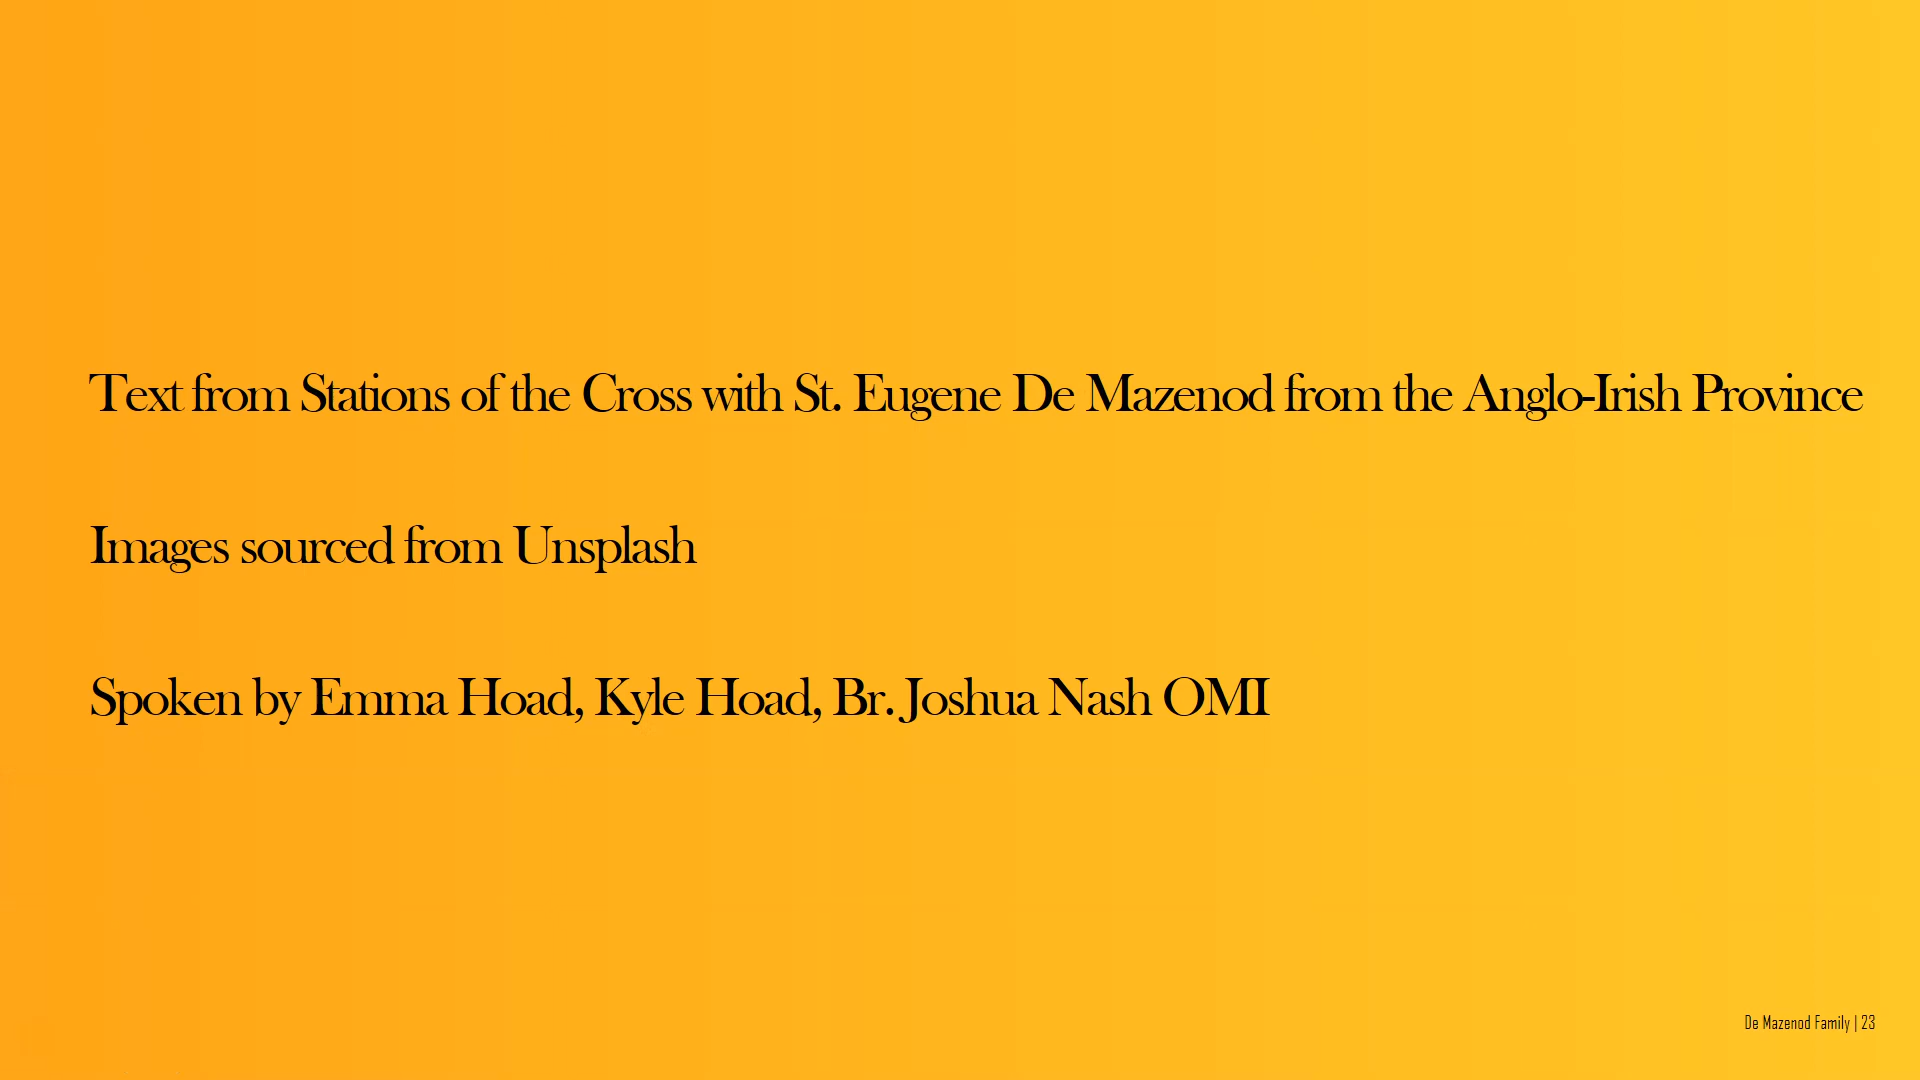 Text from Stations of the Cross with St. Eugene De Mazenod from the Anglo-Irish Province
Images sourced from Unsplash
Spoken by Emma Hoad, Kyle Hoad, Br. Joshua Nash OMI
De Mazenod Family | 23